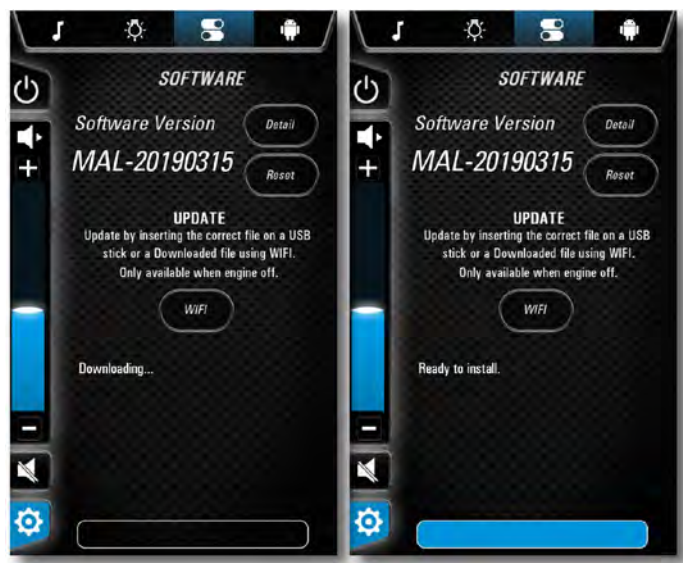 SOFTWARE
Software Version
Detail
MAL-20190315
Reset
UPDATE
Update by inserting the correct file on a USB
stick or a Downloaded file using WIFI.
Only available when engine off.
WIFI
Downloading...
SOFTWARE
Software Version
Detail
MAL-20190315
Reset
UPDATE
Update by inserting the correct file on a USB
stick or a Downloaded file using WIFI.
Only available when engine off.
WIFI
Ready to install.